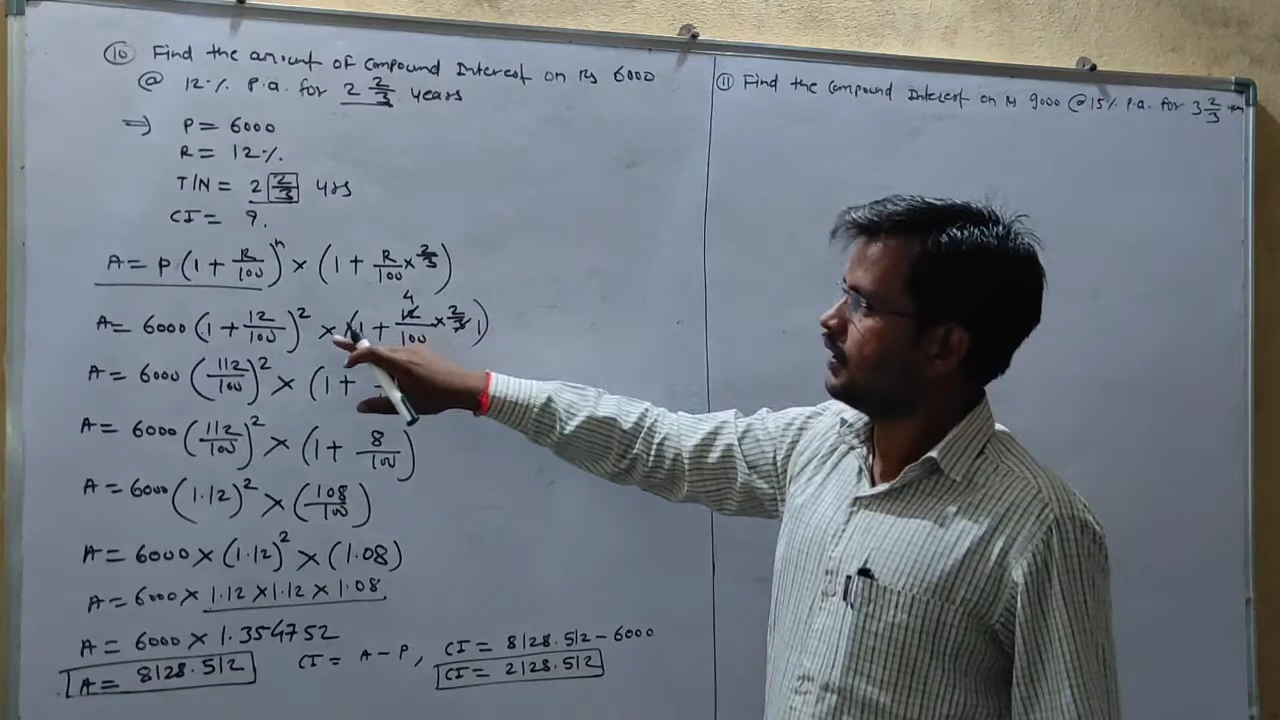 ⑩ Find the amount of Compound Interest on Rs 6000
@ 12% P.a. for 2 2/3 years
⇒ P = 6000
R = 12%.
T/N = 2 2/3 yrs
CI = ?.
A = P(1 + R/100)^n × (1 + R/100 × 2/3)
A = 6000 (1 + 12/100)^2 × (1 + 12/100 × 2/3) 4 1
A = 6000 (112/100)^2 × (1 +
A = 6000 (112/100)^2 × (1 + 8/100)
A = 6000 (1.12)^2 × (108/100)
A = 6000 × (1.12)^2 × (1.08)
A = 6000 × 1.12 × 1.12 × 1.08
A = 6000 × 1.354752
A = 8128.512
CI = A - P, CI = 8128.512 - 6000
CI = 2128.512
⑪ Find the Compound Interest on 9000 @ 15% P.a. for 3 2/3